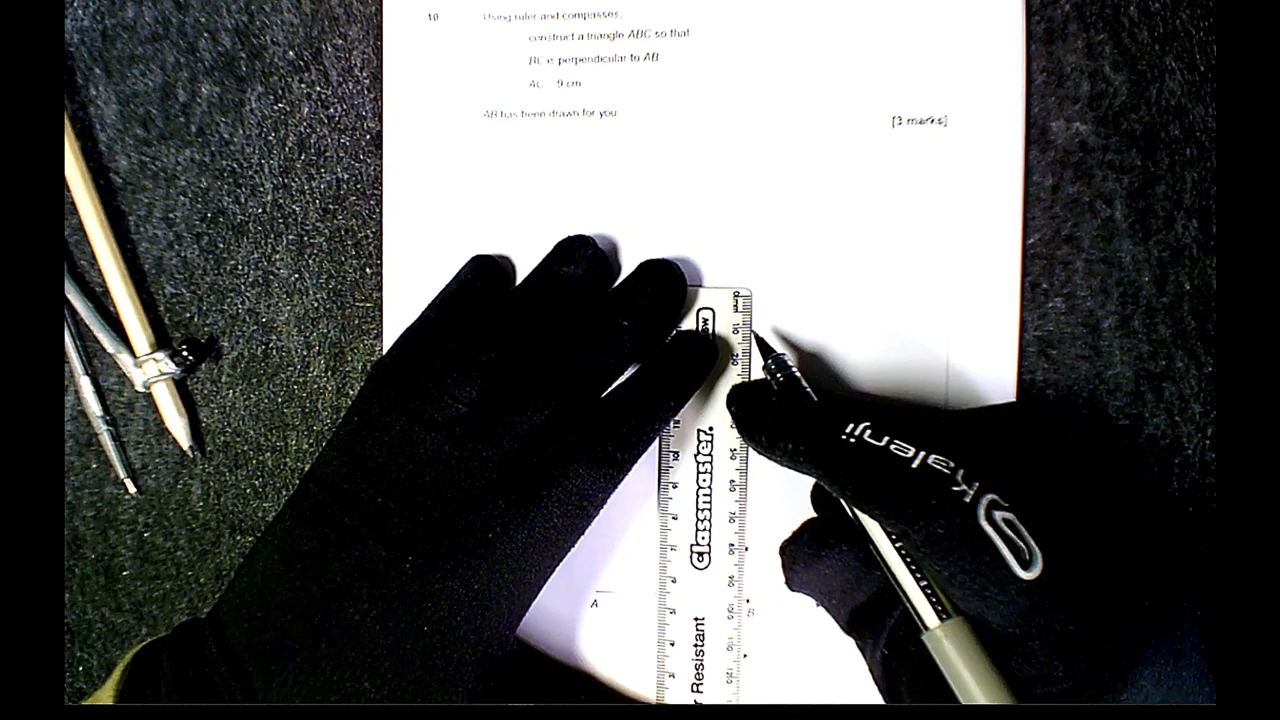 10 Using ruler and compasses,
construct a triangle ABC so that
BC is perpendicular to AB
AC 9 cm
AB has been drawn for you
[3 marks]
Classmaster.
Resistant
A
B
Kalenji